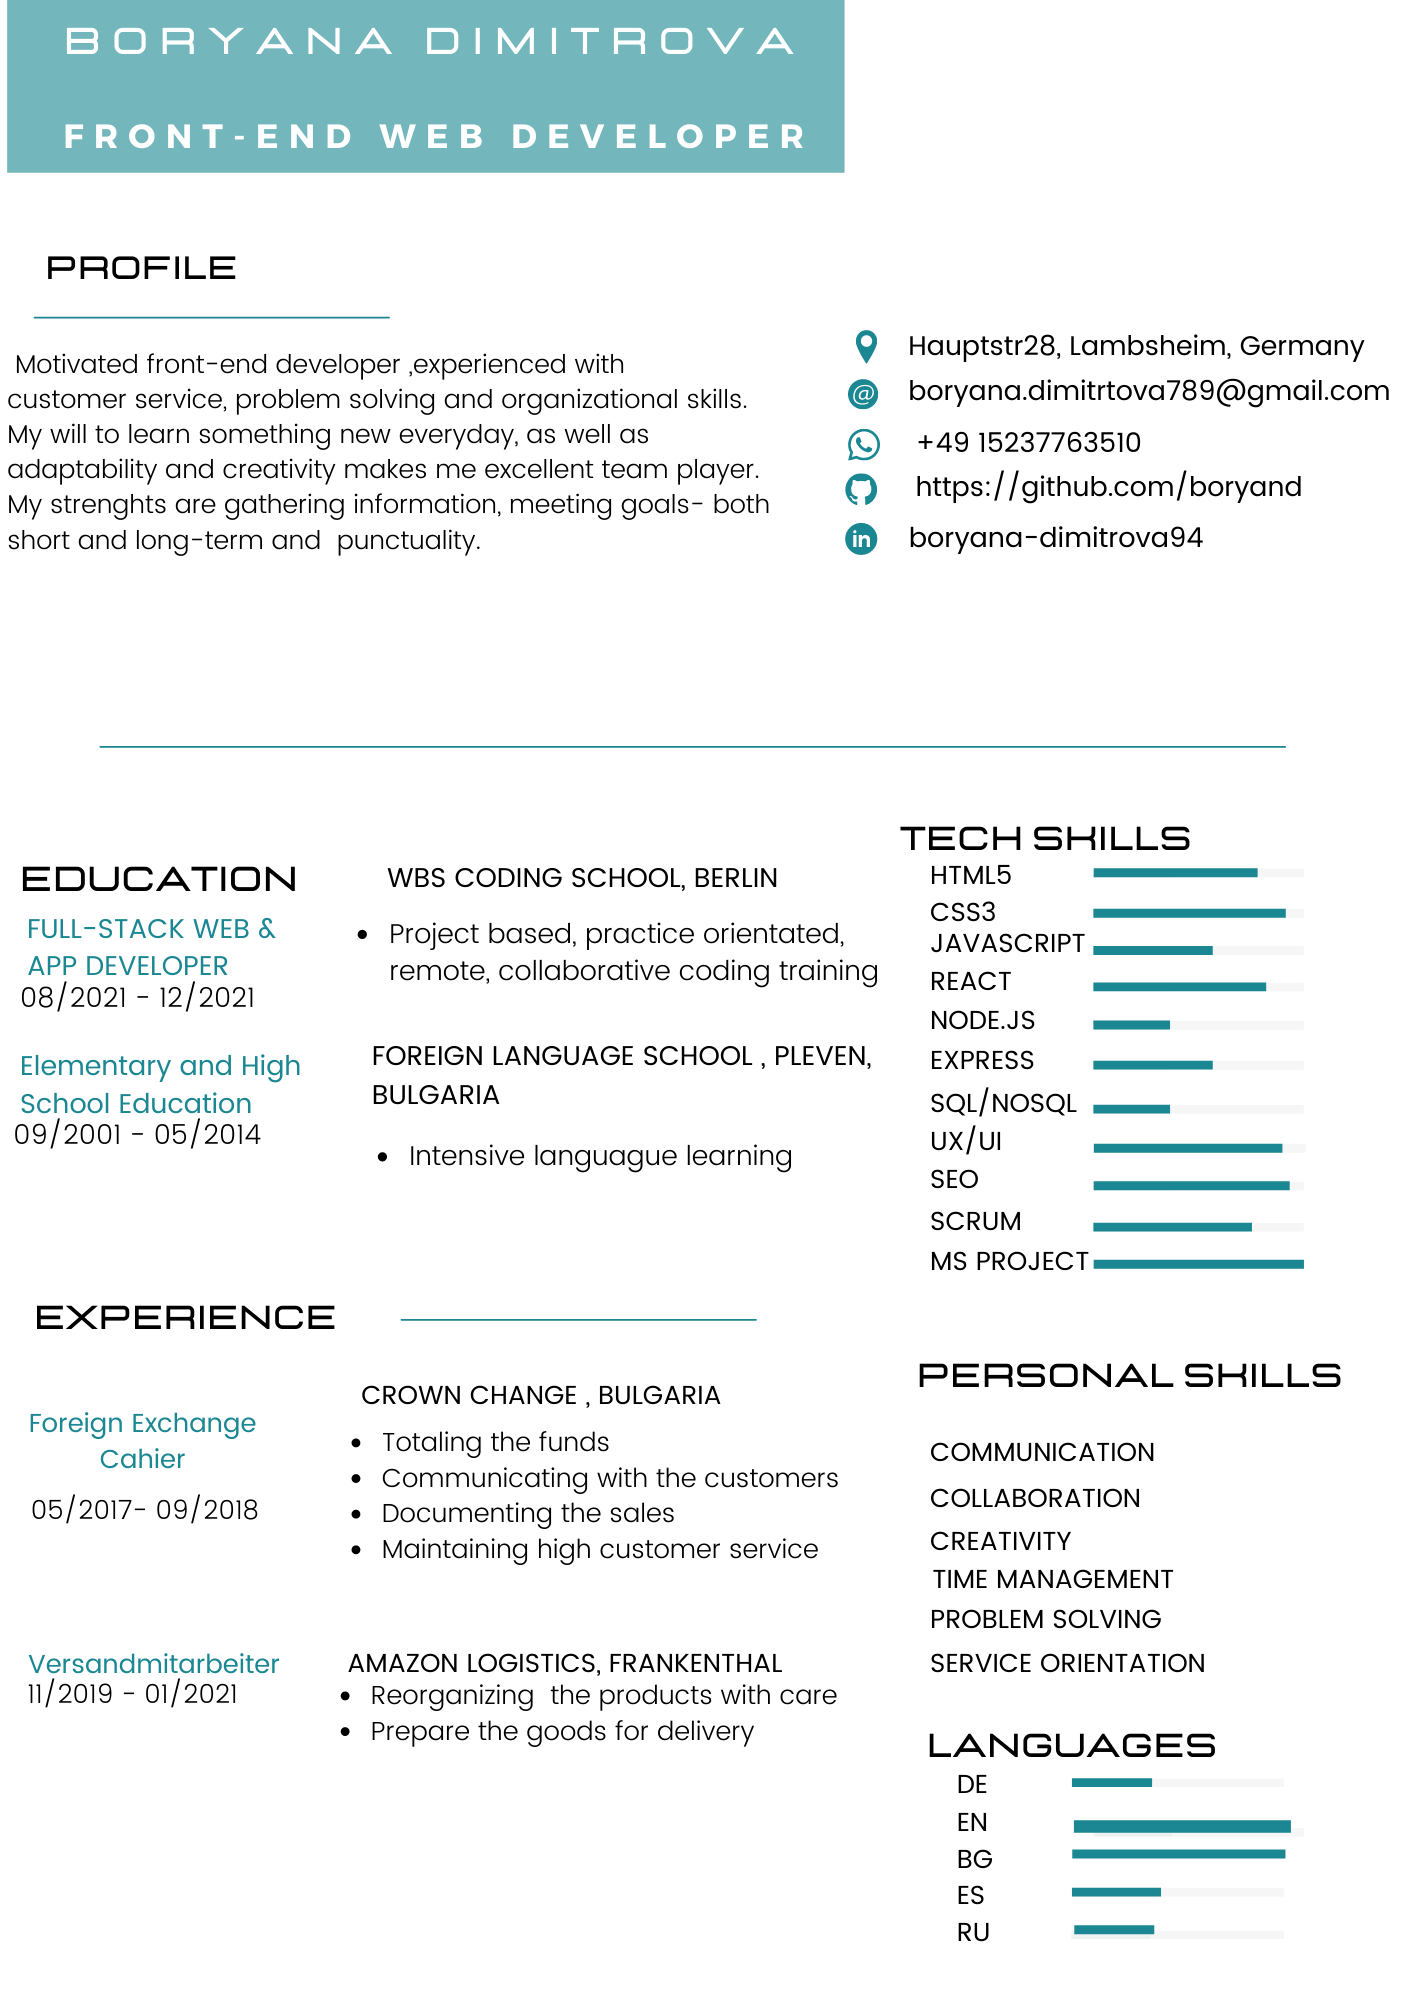 BORYANA DIMITROVA
FRONT-END WEB DEVELOPER
PROFILE
Motivated front-end developer ,experienced with
customer service, problem solving and organizational skills.
My will to learn something new everyday, as well as
adaptability and creativity makes me excellent team player.
My strenghts are gathering information, meeting goals- both
short and long-term and punctuality.
Hauptstr28, Lambsheim, Germany
boryana.dimitrtova789@gmail.com
+49 15237763510
https://github.com/boryand
boryana-dimitrova94
EDUCATION
FULL-STACK WEB &
APP DEVELOPER
08/2021 - 12/2021
WBS CODING SCHOOL, BERLIN
• Project based, practice orientated,
remote, collaborative coding training
Elementary and High
School Education
09/2001 - 05/2014
FOREIGN LANGUAGE SCHOOL , PLEVEN,
BULGARIA
• Intensive languague learning
EXPERIENCE
Foreign Exchange
Cahier
05/2017- 09/2018
CROWN CHANGE , BULGARIA
• Totaling the funds
• Communicating with the customers
• Documenting the sales
• Maintaining high customer service
Versandmitarbeiter
11/2019 - 01/2021
AMAZON LOGISTICS, FRANKENTHAL
• Reorganizing the products with care
• Prepare the goods for delivery
TECH SKILLS
HTML5
CSS3
JAVASCRIPT
REACT
NODE.JS
EXPRESS
SQL/NOSQL
UX/UI
SEO
SCRUM
MS PROJECT
PERSONAL SKILLS
COMMUNICATION
COLLABORATION
CREATIVITY
TIME MANAGEMENT
PROBLEM SOLVING
SERVICE ORIENTATION
LANGUAGES
DE
EN
BG
ES
RU